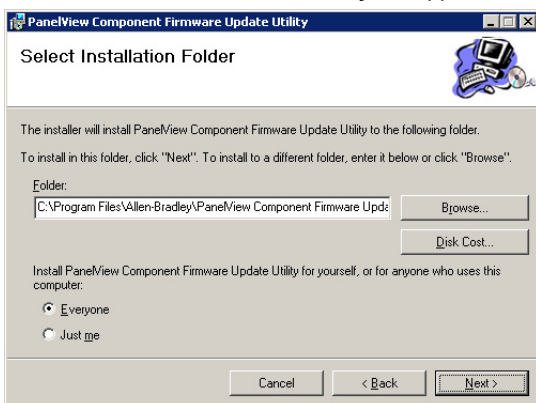 PanelView Component Firmware Update Utility
Select Installation Folder
The installer will install PanelView Component Firmware Update Utility to the following folder.
To install in this folder, click "Next". To install to a different folder, enter it below or click "Browse".
Folder:
C:\Program Files\Allen-Bradley\PanelView Component Firmware Upda
Browse...
Disk Cost...
Install PanelView Component Firmware Update Utility for yourself, or for anyone who uses this
computer:
Everyone
Just me
Cancel
< Back
Next >